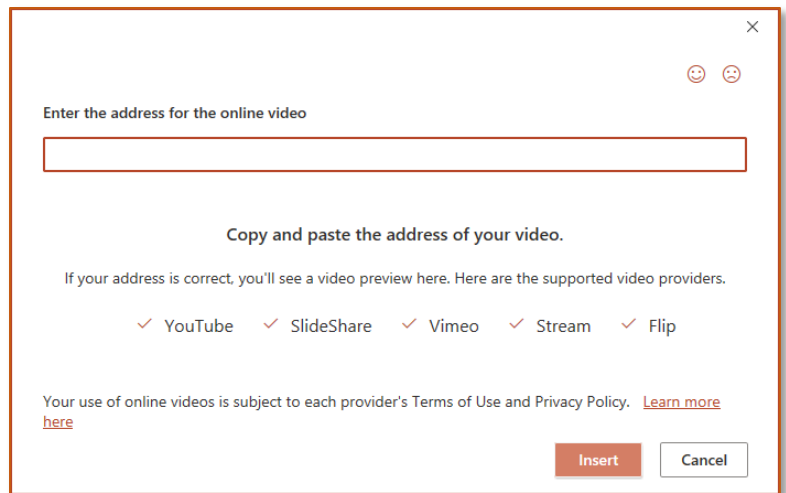 Enter the address for the online video
Copy and paste the address of your video.
If your address is correct, you'll see a video preview here. Here are the supported video providers.
YouTube SlideShare Vimeo Stream Flip
Your use of online videos is subject to each provider's Terms of Use and Privacy Policy. Learn more
here
Insert Cancel